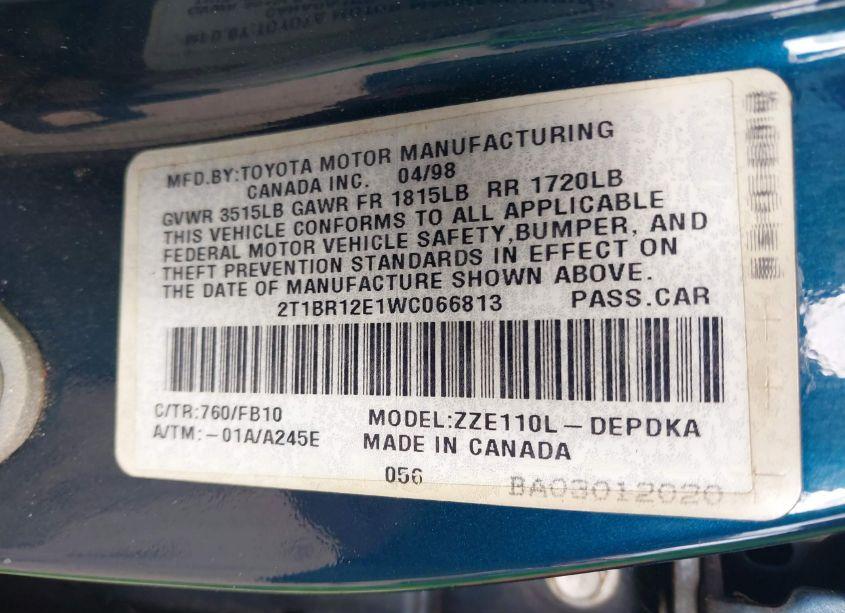 MFD.BY:TOYOTA MOTOR MANUFACTURING
CANADA INC. 04/98
GVWR 3515LB GAWR FR 1815LB RR 1720LB
THIS VEHICLE CONFORMS TO ALL APPLICABLE
FEDERAL MOTOR VEHICLE SAFETY,BUMPER, AND
THEFT PREVENTION STANDARDS IN EFFECT ON
THE DATE OF MANUFACTURE SHOWN ABOVE.
2T1BR12E1WC066813 PASS.CAR
C/TR:760/FB10 MODEL:ZZE110L-DEPDKA
A/TM:-01A/A245E MADE IN CANADA
056 BA03012020